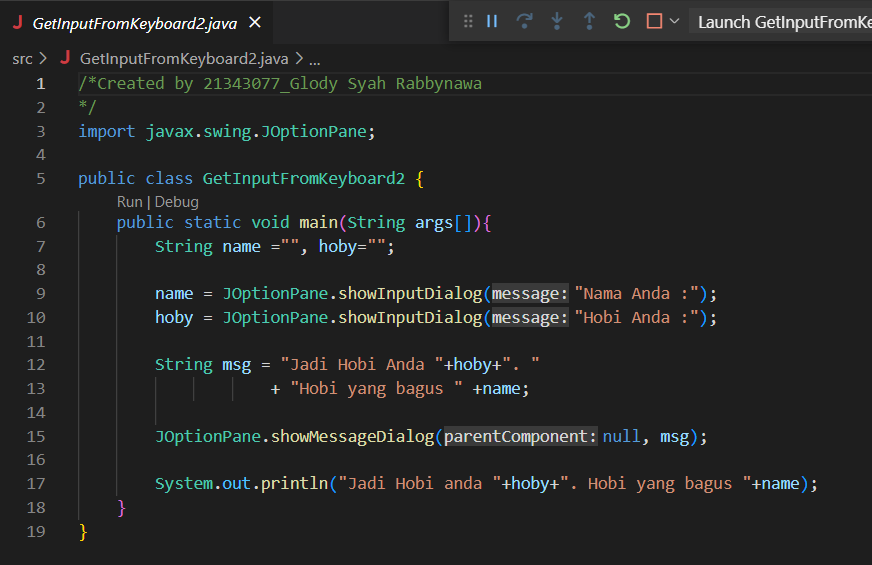 J GetInputFromKeyboard2.java ×
Launch GetInputFromKe
src > J GetInputFromKeyboard2.java > ...
1 /*Created by 21343077_Glody Syah Rabbynawa
2 */
3 import javax.swing.JOptionPane;
4
5 public class GetInputFromKeyboard2 {
Run | Debug
6 public static void main(String args[]){
7 String name ="", hoby="";
8
9 name = JOptionPane.showInputDialog(message:"Nama Anda :");
10 hoby = JOptionPane.showInputDialog(message:"Hobi Anda :");
11
12 String msg = "Jadi Hobi Anda "+hoby+". "
13 + "Hobi yang bagus " +name;
14
15 JOptionPane.showMessageDialog(parentComponent:null, msg);
16
17 System.out.println("Jadi Hobi anda "+hoby+". Hobi yang bagus "+name);
18 }
19 }